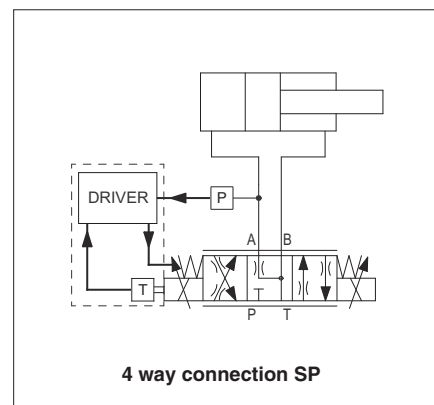 DRIVER
P
A B
T
T
P T
4 way connection SP